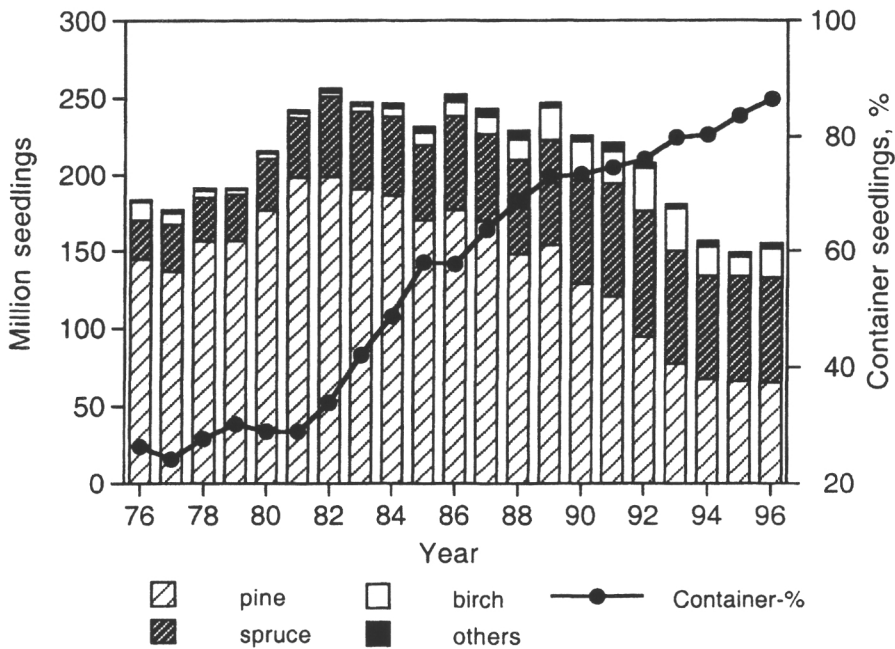 300
250
200
150
100
50
0
Million seedlings
100
80
60
40
20
Container seedlings, %
76 78 80 82 84 86 88 90 92 94 96
Year
pine birch Container-%
spruce others